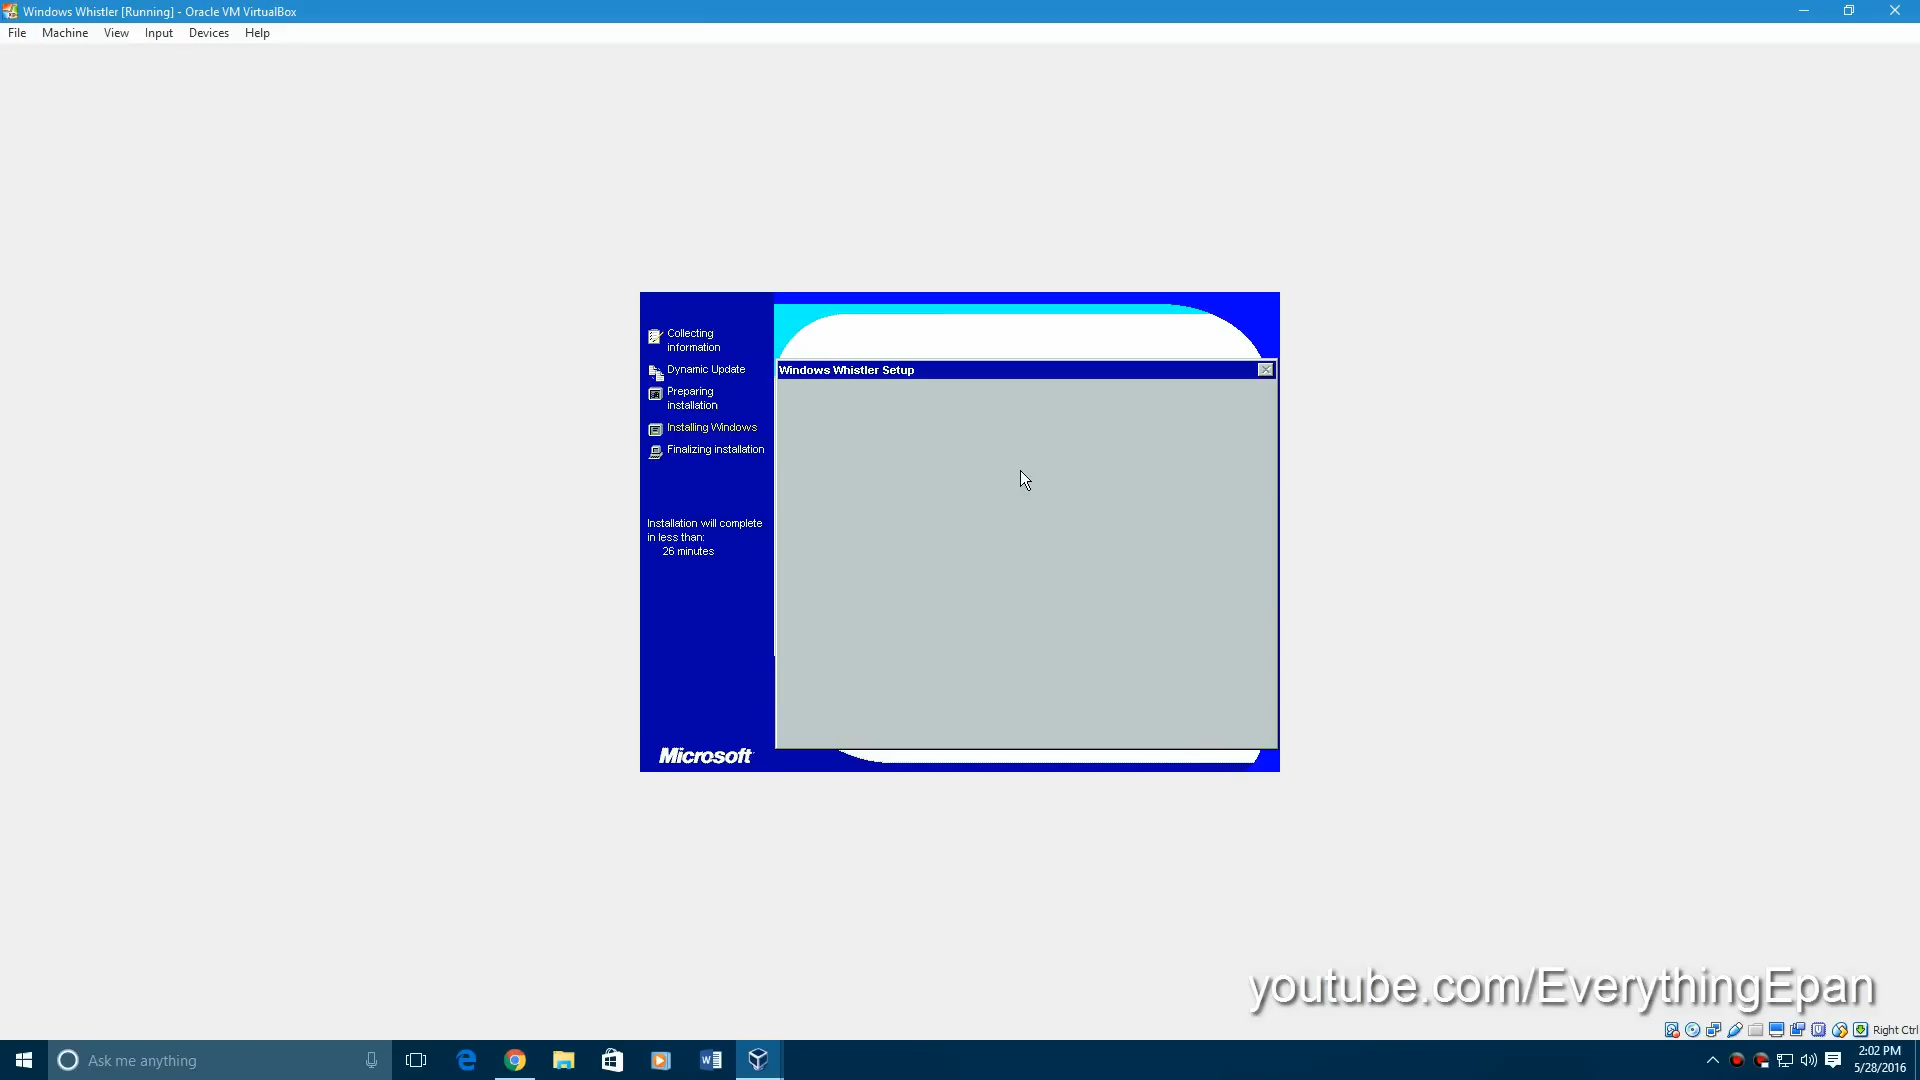 Windows Whistler [Running] - Oracle VM VirtualBox
File Machine View Input Devices Help
Collecting
information
Dynamic Update
Preparing
installation
Installing Windows
Finalizing installation
Installation will complete
in less than:
26 minutes
Microsoft
Windows Whistler Setup
youtube.com/EverythingEpan
Right Ctrl
Ask me anything
2:02 PM
5/28/2016